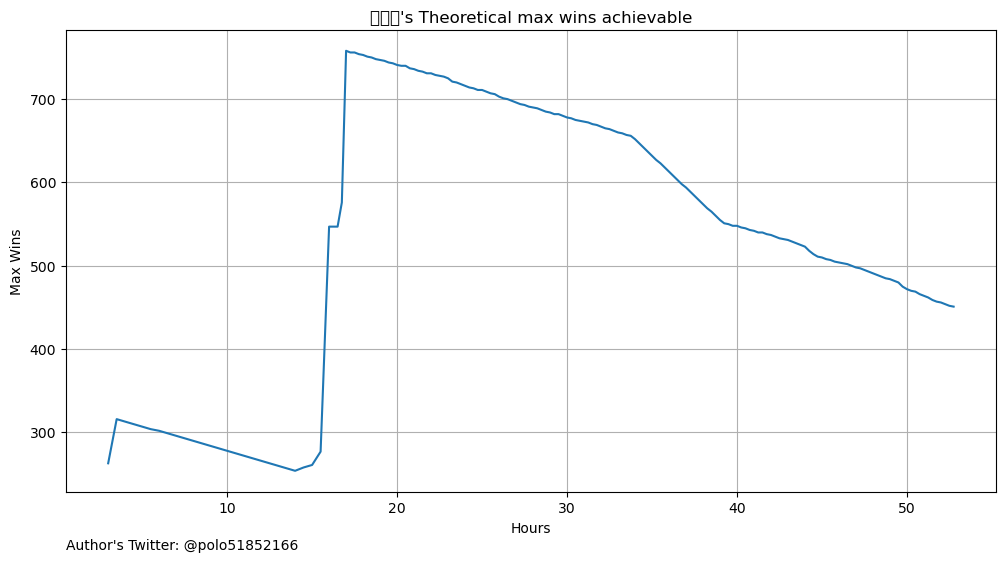 's Theoretical max wins achievable
700
600
500
400
300
Max Wins
10 20 30 40 50
Hours
Author's Twitter: @polo51852166